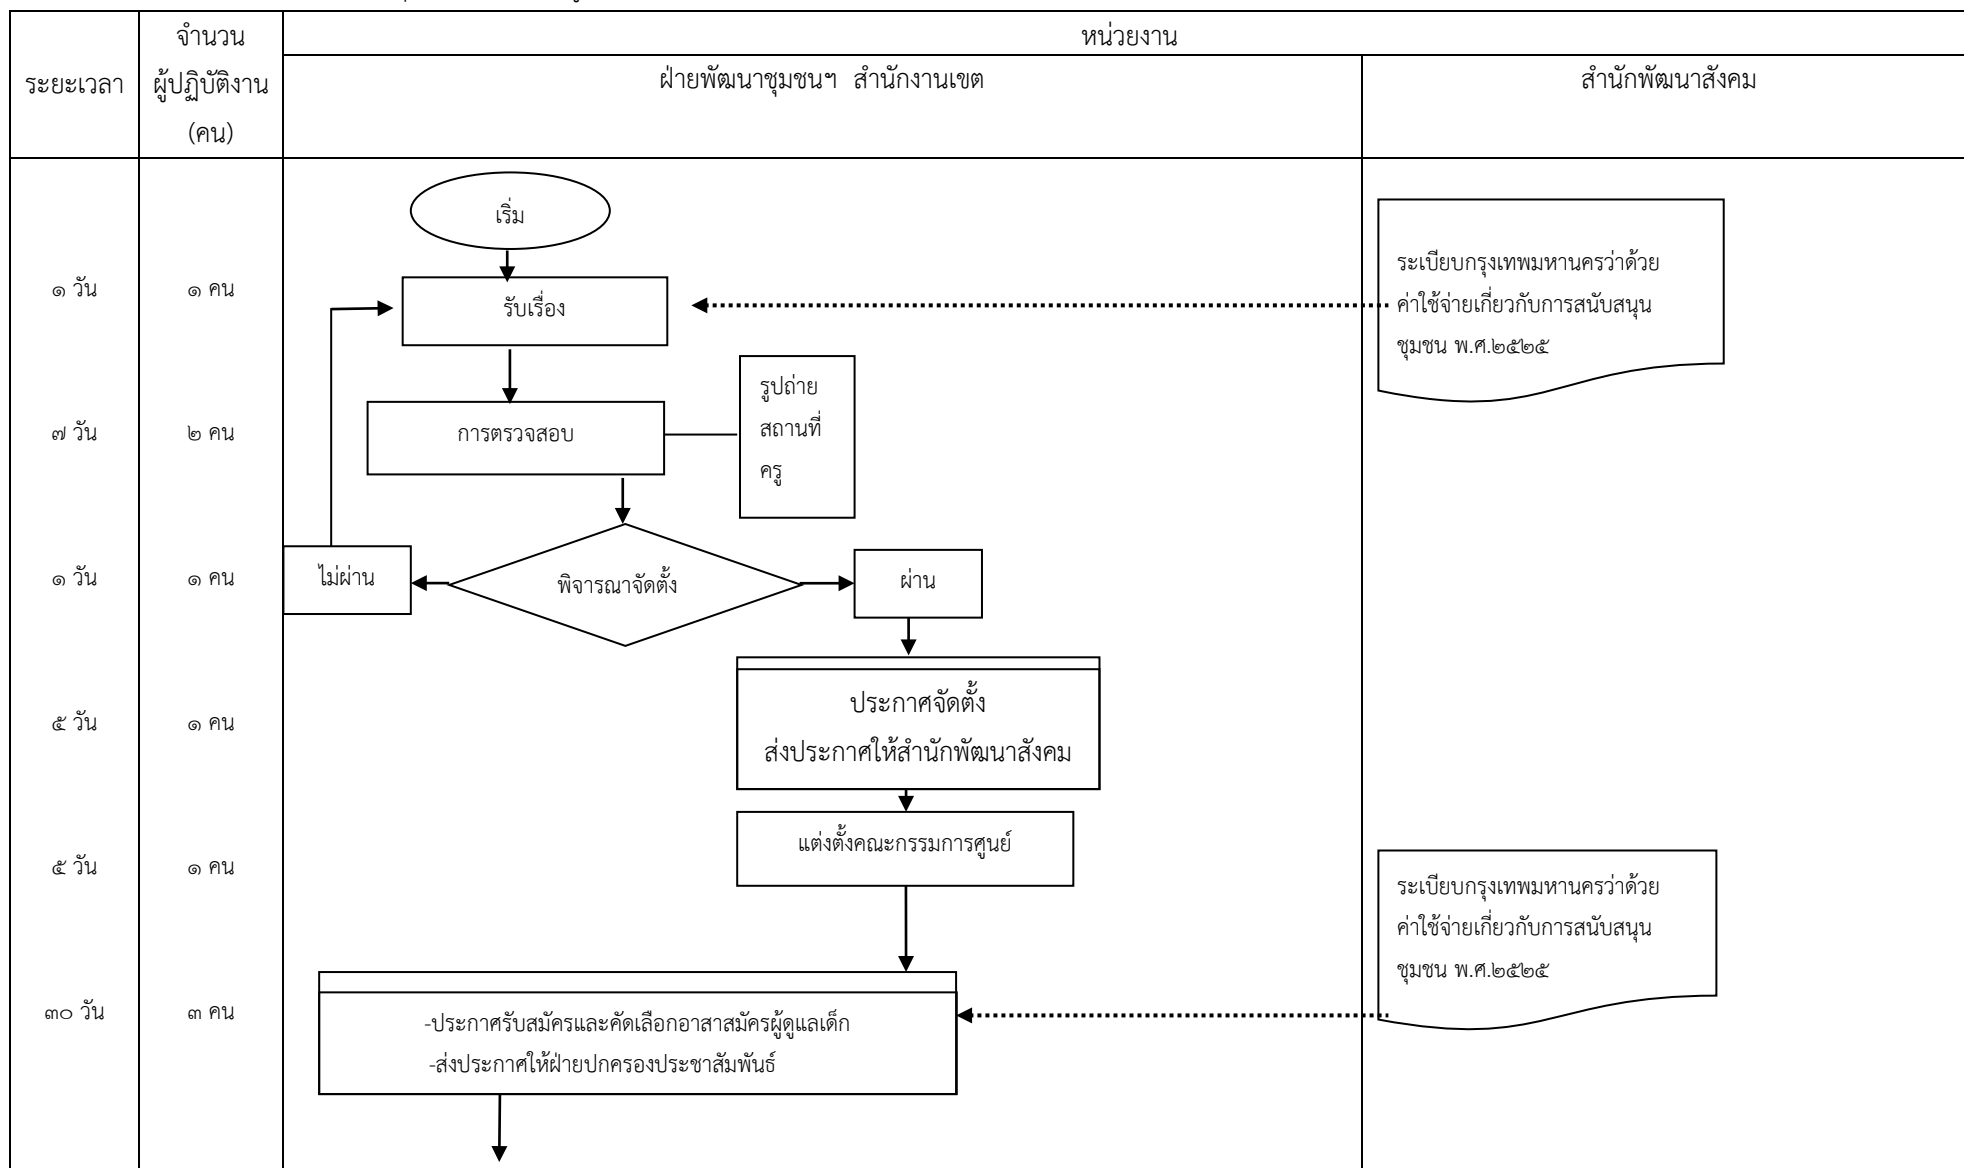 ระยะเวลา
จำนวน
ผู้ปฏิบัติงาน
(คน)
หน่วยงาน
ฝ่ายพัฒนาชุมชนฯ สำนักงานเขต
สำนักพัฒนาสังคม
เริ่ม
๑ วัน
๑ คน
รับเรื่อง
ระเบียบกรุงเทพมหานครว่าด้วย
ค่าใช้จ่ายเกี่ยวกับการสนับสนุน
ชุมชน พ.ศ.๒๕๒๕
๗ วัน
๒ คน
การตรวจสอบ
รูปถ่าย
สถานที่
ครู
๑ วัน
๑ คน
ไม่ผ่าน
พิจารณาจัดตั้ง
ผ่าน
๕ วัน
๑ คน
ประกาศจัดตั้ง
ส่งประกาศให้สำนักพัฒนาสังคม
๕ วัน
๑ คน
แต่งตั้งคณะกรรมการศูนย์
ระเบียบกรุงเทพมหานครว่าด้วย
ค่าใช้จ่ายเกี่ยวกับการสนับสนุน
ชุมชน พ.ศ.๒๕๒๕
๓๐ วัน
๓ คน
-ประกาศรับสมัครและคัดเลือกอาสาสมัครผู้ดูแลเด็ก
-ส่งประกาศให้ฝ่ายปกครองประชาสัมพันธ์